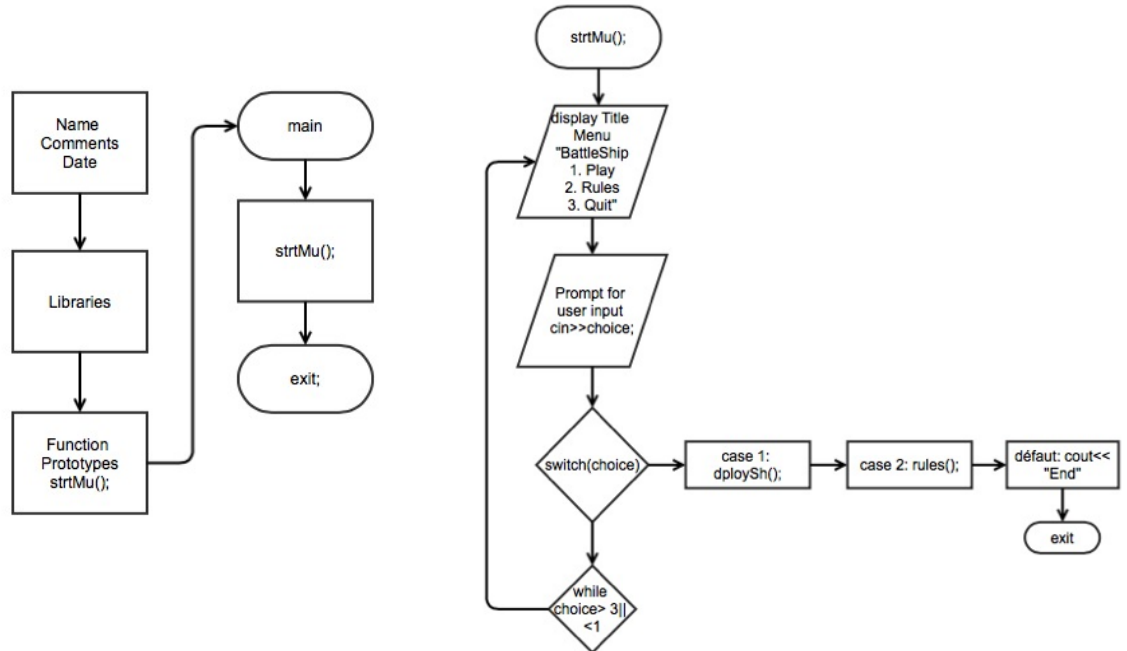 Name
Comments
Date
Libraries
Function
Prototypes
strtMu();
main
strtMu();
exit;
strtMu();
display Title
Menu
"BattleShip
1. Play
2. Rules
3. Quit"
Prompt for
user input
cin>>choice;
switch(choice)
case 1:
dploySh();
case 2: rules();
défaut: cout<<
"End"
exit
while
choice> 3||
<1